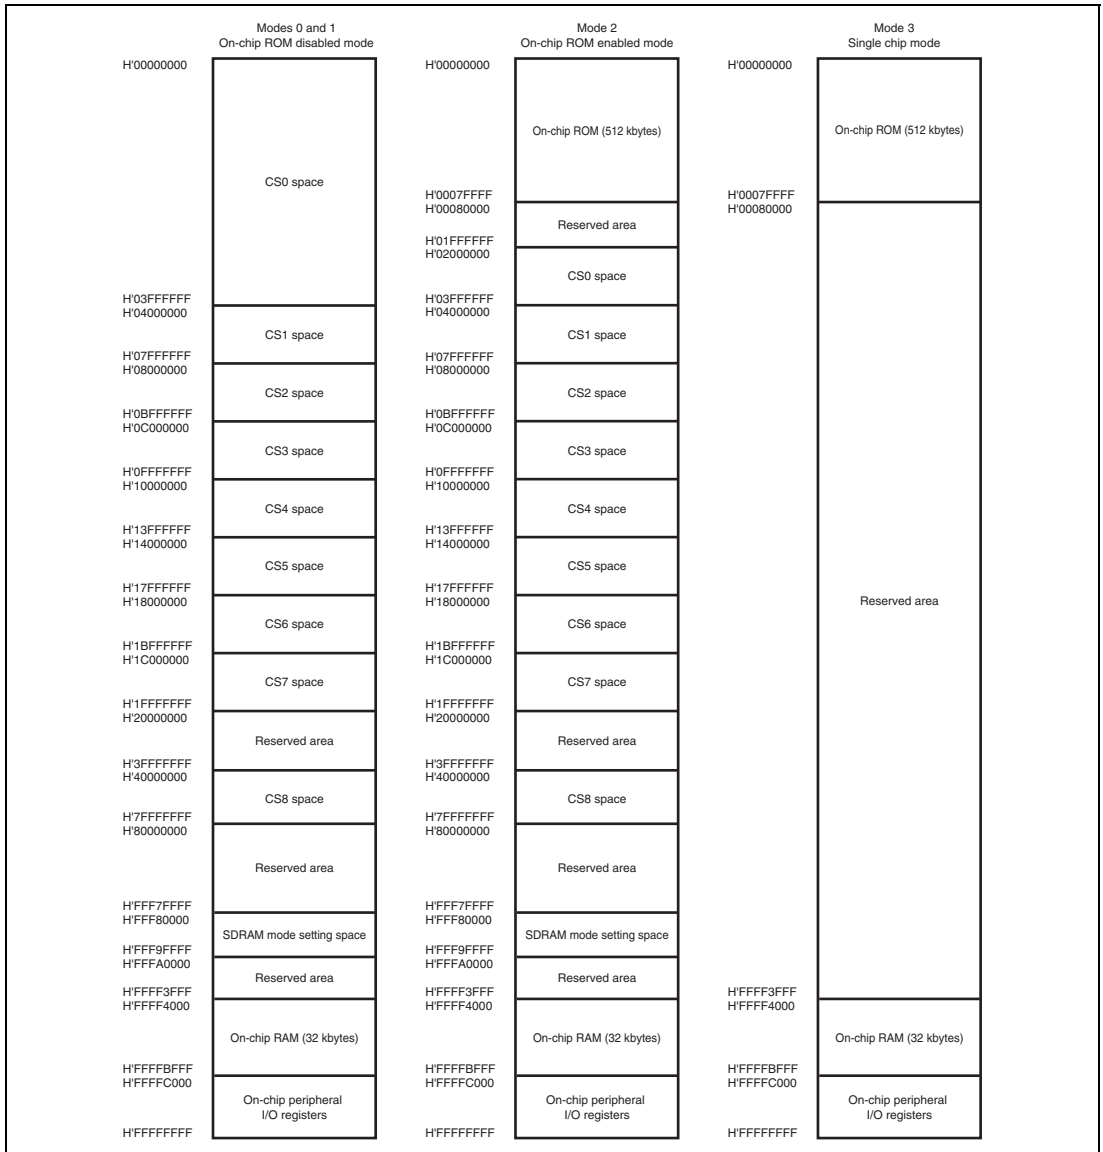 Modes 0 and 1
On-chip ROM disabled mode
H'00000000
CS0 space
H'03FFFFFF
H'04000000
CS1 space
H'07FFFFFF
H'08000000
CS2 space
H'0BFFFFFF
H'0C000000
CS3 space
H'0FFFFFFF
H'10000000
CS4 space
H'13FFFFFF
H'14000000
CS5 space
H'17FFFFFF
H'18000000
CS6 space
H'1BFFFFFF
H'1C000000
CS7 space
H'1FFFFFFF
H'20000000
Reserved area
H'3FFFFFFF
H'40000000
CS8 space
H'7FFFFFFF
H'80000000
Reserved area
H'FFF7FFFF
H'FFF80000
SDRAM mode setting space
H'FFF9FFFF
H'FFFA0000
Reserved area
H'FFFF3FFF
H'FFFF4000
On-chip RAM (32 kbytes)
H'FFFFBFFF
H'FFFFC000
On-chip peripheral
I/O registers
H'FFFFFFFF
Mode 2
On-chip ROM enabled mode
H'00000000
On-chip ROM (512 kbytes)
H'0007FFFF
H'00080000
Reserved area
H'01FFFFFF
H'02000000
CS0 space
H'03FFFFFF
H'04000000
CS1 space
H'07FFFFFF
H'08000000
CS2 space
H'0BFFFFFF
H'0C000000
CS3 space
H'0FFFFFFF
H'10000000
CS4 space
H'13FFFFFF
H'14000000
CS5 space
H'17FFFFFF
H'18000000
CS6 space
H'1BFFFFFF
H'1C000000
CS7 space
H'1FFFFFFF
H'20000000
Reserved area
H'3FFFFFFF
H'40000000
CS8 space
H'7FFFFFFF
H'80000000
Reserved area
H'FFF7FFFF
H'FFF80000
SDRAM mode setting space
H'FFF9FFFF
H'FFFA0000
Reserved area
H'FFFF3FFF
H'FFFF4000
On-chip RAM (32 kbytes)
H'FFFFBFFF
H'FFFFC000
On-chip peripheral
I/O registers
H'FFFFFFFF
Mode 3
Single chip mode
H'00000000
On-chip ROM (512 kbytes)
H'0007FFFF
H'00080000
Reserved area
H'FFFF3FFF
H'FFFF4000
On-chip RAM (32 kbytes)
H'FFFFBFFF
H'FFFFC000
On-chip peripheral
I/O registers
H'FFFFFFFF